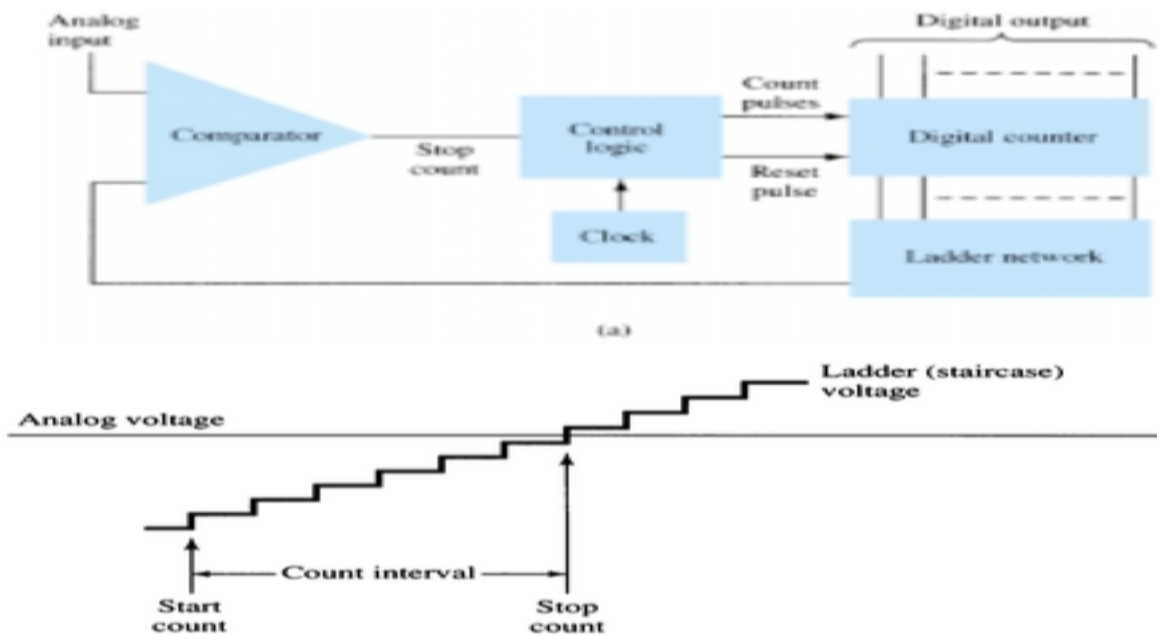 Analog
input
Digital output
Comparator
Stop
count
Control
logic
Count
pulses
Reset
pulse
Digital counter
Clock
Ladder network
(a)
Ladder (staircase)
voltage
Analog voltage
Count interval
Start
count
Stop
count